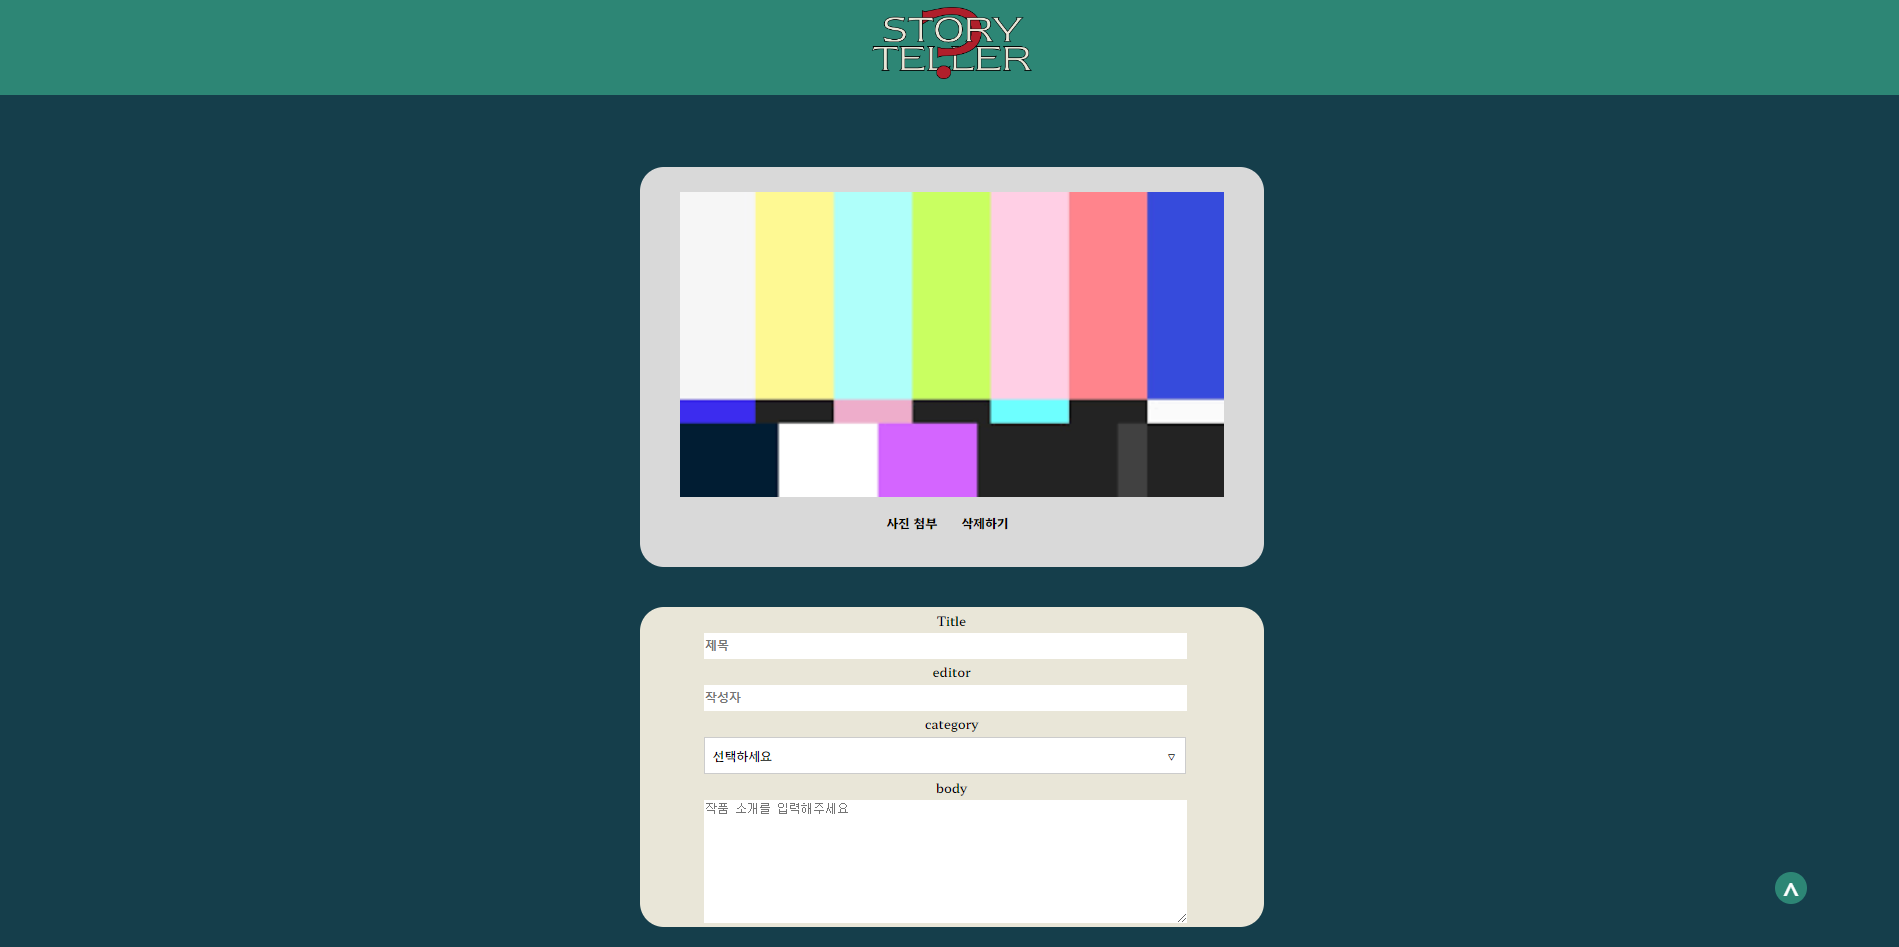 STORY
TELLER
?
사진 첨부 삭제하기
Title
제목
editor
작성자
category
선택하세요
body
작품 소개를 입력해주세요